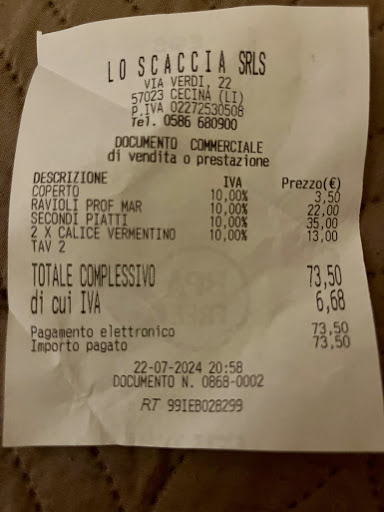 LO SCACCIA SRLS
VIA VERDI, 22
57023 CECINA (LI)
P.IVA 02272530508
Tel. 0586 680900
DOCUMENTO COMMERCIALE
di vendita o prestazione
DESCRIZIONE IVA Prezzo(€)
COPERTO 10,00% 3,50
RAVIOLI PROF MAR 10,00% 22,00
SECONDI PIATTI 10,00% 35,00
2 X CALICE VERMENTINO 10,00% 13,00
TAV 2
TOTALE COMPLESSIVO 73,50
di cui IVA 6,68
Pagamento elettronico 73,50
Importo pagato 73,50
22-07-2024 20:58
DOCUMENTO N. 0868-0002
RT 99IEB028299